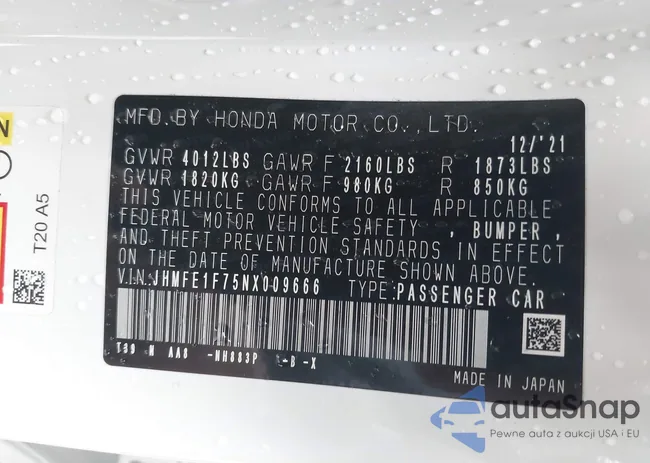 MFD.BY HONDA MOTOR CO.,LTD.
12/'21
GVWR 4012LBS GAWR F 2160LBS R 1873LBS
GVWR 1820KG GAWR F 980KG R 850KG
THIS VEHICLE CONFORMS TO ALL APPLICABLE
FEDERAL MOTOR VEHICLE SAFETY , BUMPER ,
AND THEFT PREVENTION STANDARDS IN EFFECT
ON THE DATE OF MANUFACTURE SHOWN ABOVE.
V.I.N.:JHMFE1F75NX009666 TYPE:PASSENGER CAR
AA8 -NH883P -B -X
MADE IN JAPAN
N
T20 A5
autoSnap
Pewne auta z aukcji USA i EU